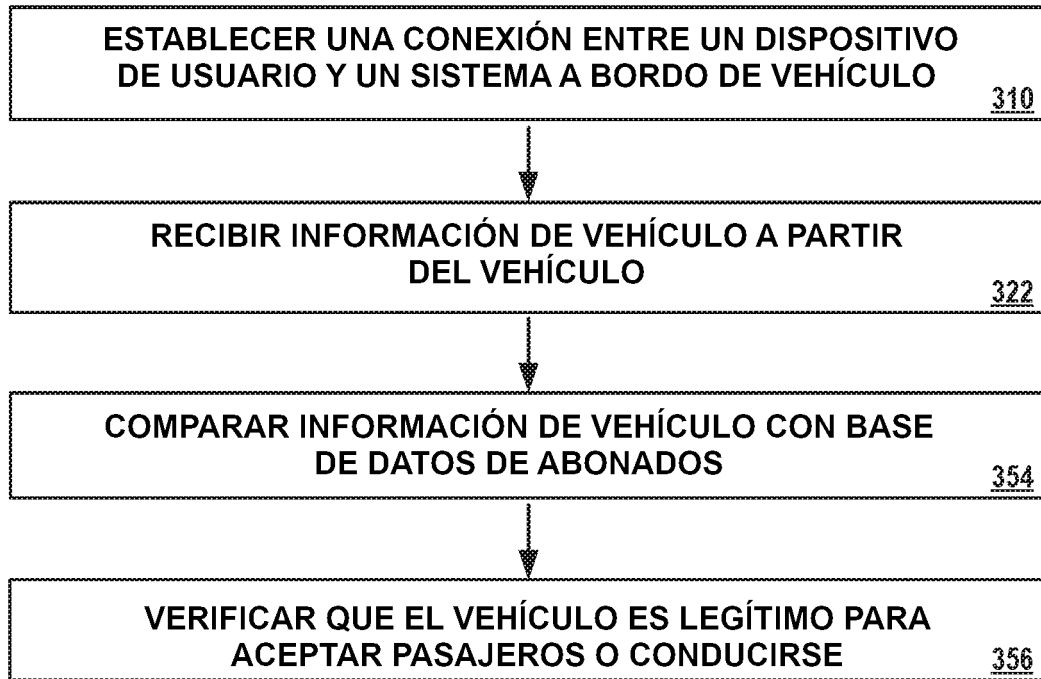 ESTABLECER UNA CONEXIÓN ENTRE UN DISPOSITIVO
DE USUARIO Y UN SISTEMA A BORDO DE VEHÍCULO
310
RECIBIR INFORMACIÓN DE VEHÍCULO A PARTIR
DEL VEHÍCULO
322
COMPARAR INFORMACIÓN DE VEHÍCULO CON BASE
DE DATOS DE ABONADOS
354
VERIFICAR QUE EL VEHÍCULO ES LEGÍTIMO PARA
ACEPTAR PASAJEROS O CONDUCIRSE
356